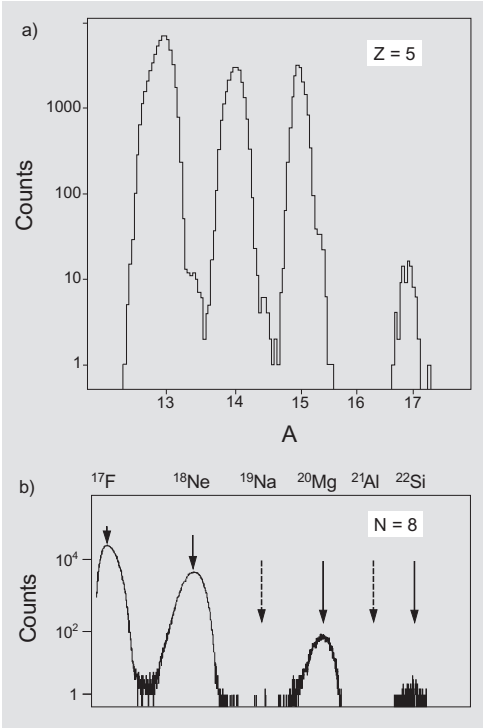 a)
Z = 5
1000
100
10
1
Counts
13 14 15 16 17
A
b)
¹⁷F ¹⁸Ne ¹⁹Na ²⁰Mg ²¹Al ²²Si
N = 8
10⁴
10²
1
Counts